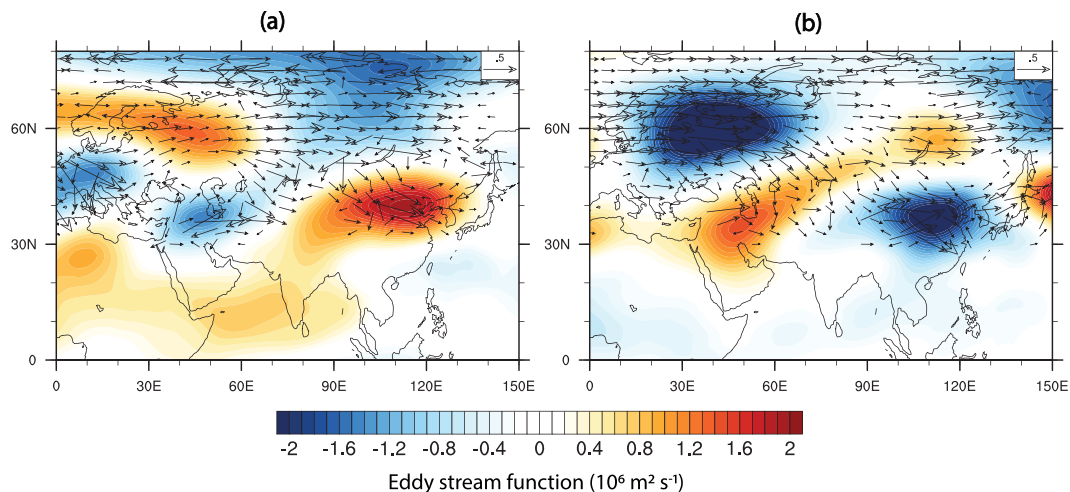 (a) (b)
.5 .5
60N 60N
30N 30N
0 0
0 30E 60E 90E 120E 150E 0 30E 60E 90E 120E 150E
-2 -1.6 -1.2 -0.8 -0.4 0 0.4 0.8 1.2 1.6 2
Eddy stream function (10⁶ m² s⁻¹)